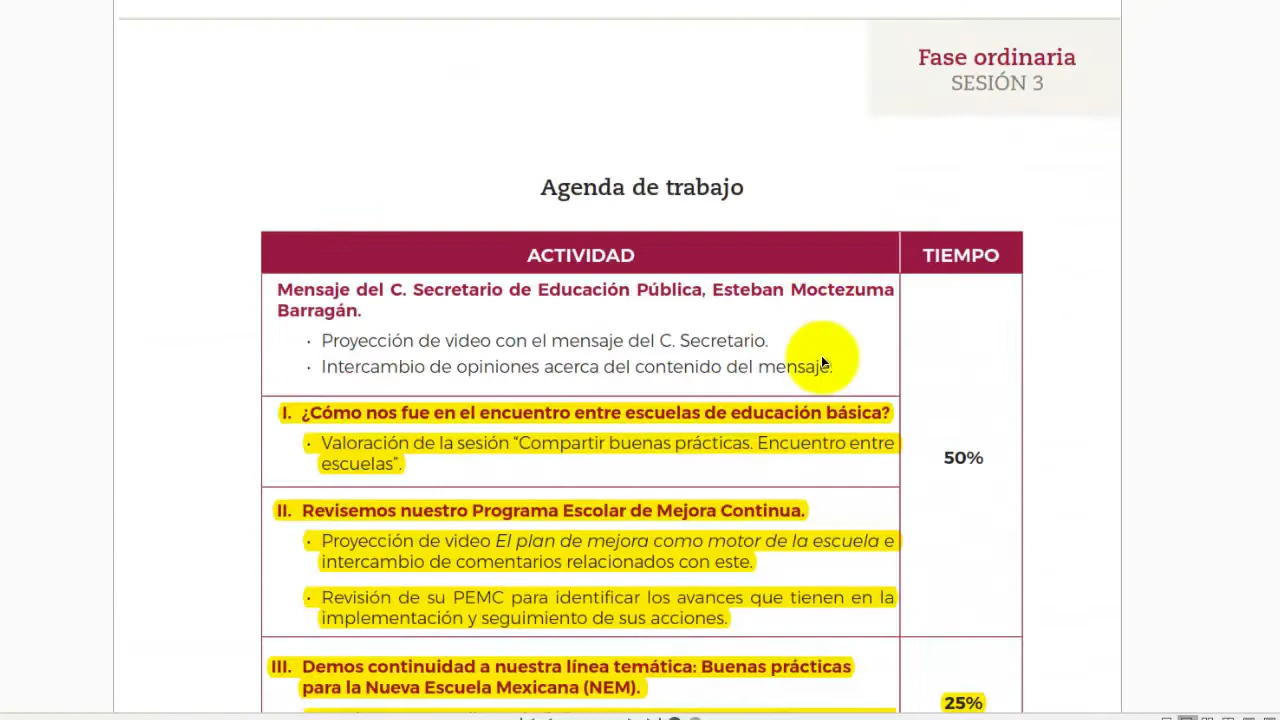 Fase ordinaria
SESIÓN 3
Agenda de trabajo
ACTIVIDAD
TIEMPO
Mensaje del C. Secretario de Educación Pública, Esteban Moctezuma
Barragán.
· Proyección de video con el mensaje del C. Secretario.
· Intercambio de opiniones acerca del contenido del mensaje.
I. ¿Cómo nos fue en el encuentro entre escuelas de educación básica?
· Valoración de la sesión “Compartir buenas prácticas. Encuentro entre
escuelas”.
50%
II. Revisemos nuestro Programa Escolar de Mejora Continua.
· Proyección de video El plan de mejora como motor de la escuela e
intercambio de comentarios relacionados con este.
· Revisión de su PEMC para identificar los avances que tienen en la
implementación y seguimiento de sus acciones.
III. Demos continuidad a nuestra línea temática: Buenas prácticas
para la Nueva Escuela Mexicana (NEM).
25%